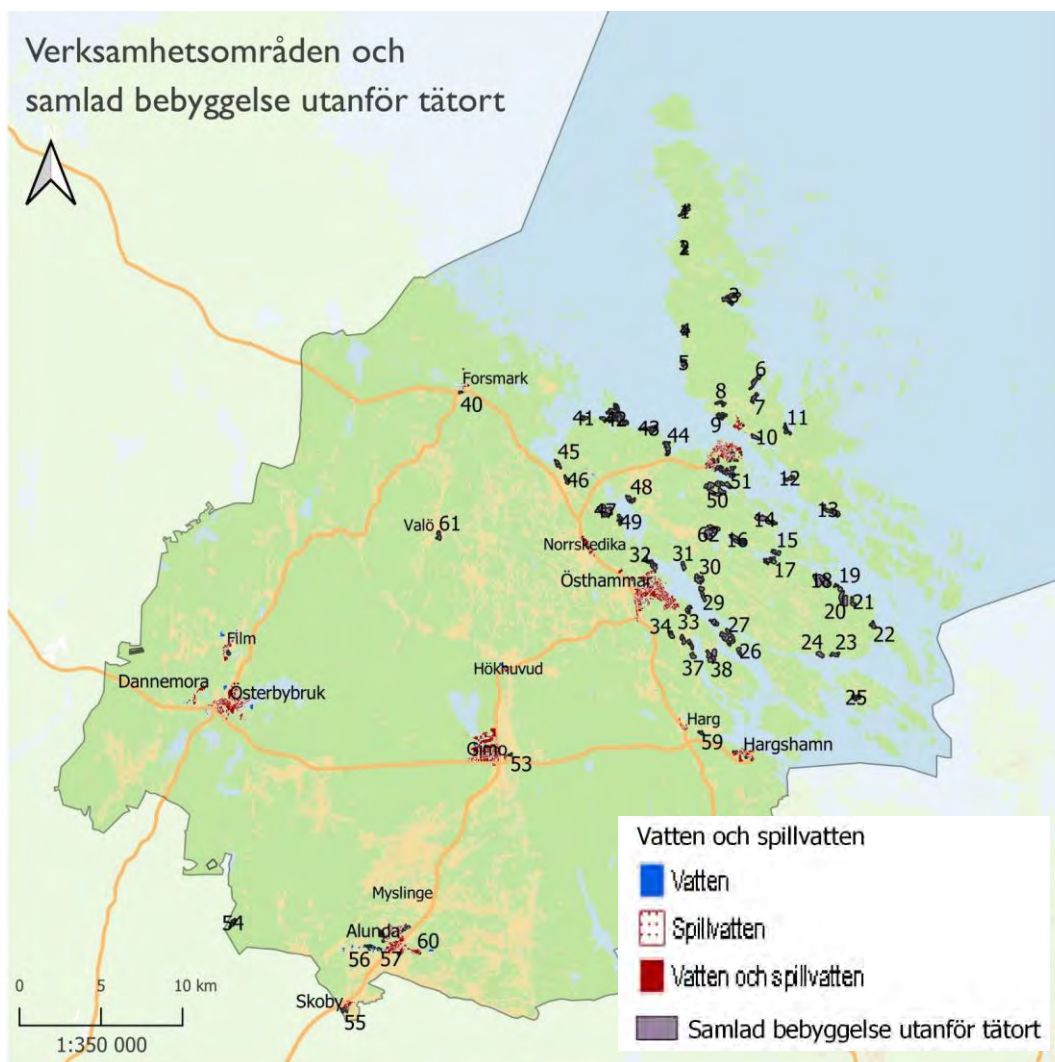 Verksamhetsområden och
samlad bebyggelse utanför tätort
1
2
3
4
5
6
Forsmark
8
7
40
41
42
9
11
43
44
10
45
51
46
12
48
50
47
13
Valö 61
49
14
62
16
Norrskedika
15
32
31
17
Östhammar
30
18
19
29
20
21
33
27
22
34
Film
26
24
23
Hökhuvud
37
38
Dannemora
Österbybruk
25
Harg
Gimo
59
Hargshamn
53
Myslinge
54
Alunda
60
56
57
Skoby
55
0 5 10 km
1:350 000
Vatten och spillvatten
Vatten
Spillvatten
Vatten och spillvatten
Samlad bebyggelse utanför tätort